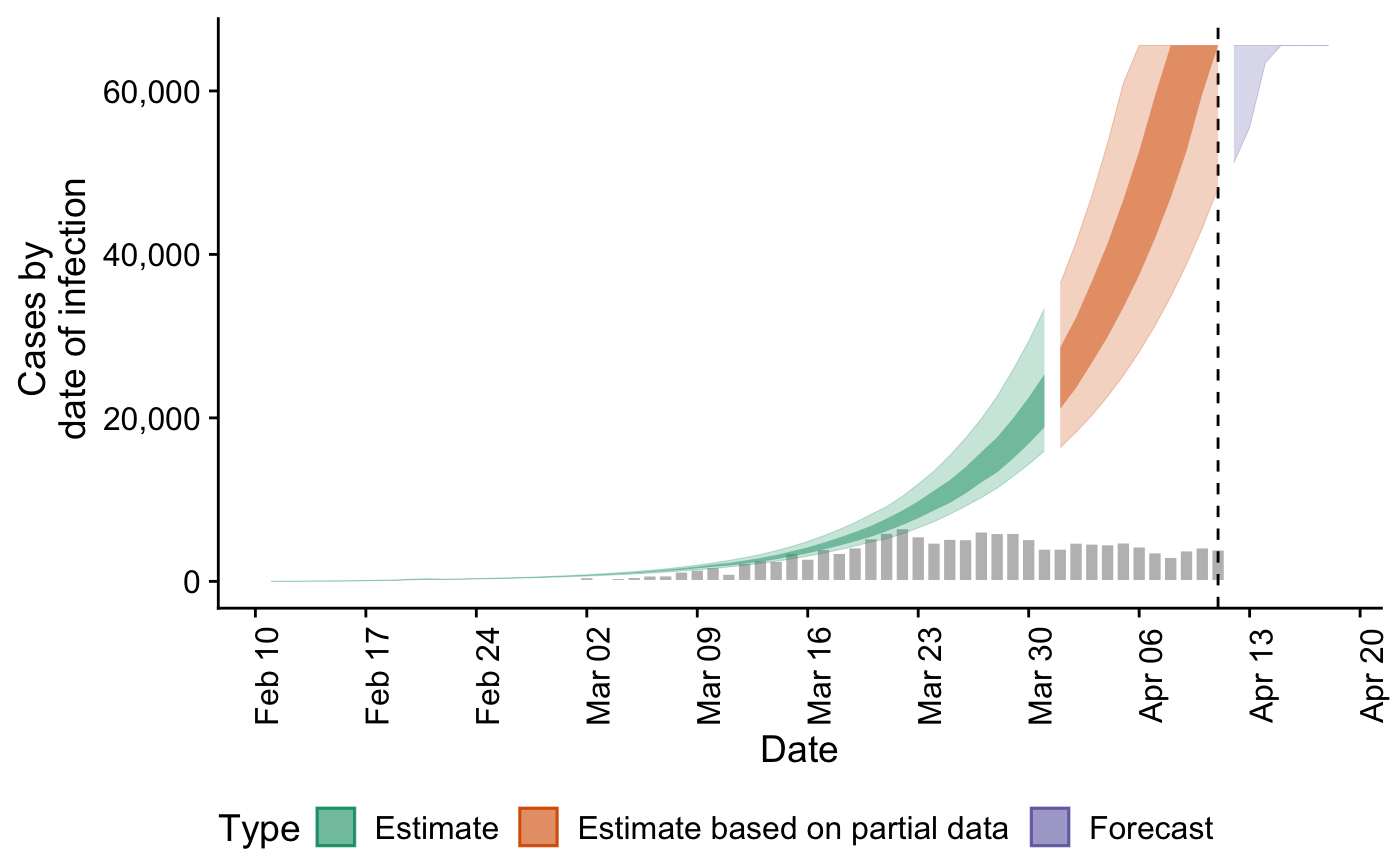 Cases by
date of infection
60,000
40,000
20,000
0
Feb 10
Feb 17
Feb 24
Mar 02
Mar 09
Mar 16
Mar 23
Mar 30
Apr 06
Apr 13
Apr 20
Date
Type Estimate Estimate based on partial data Forecast